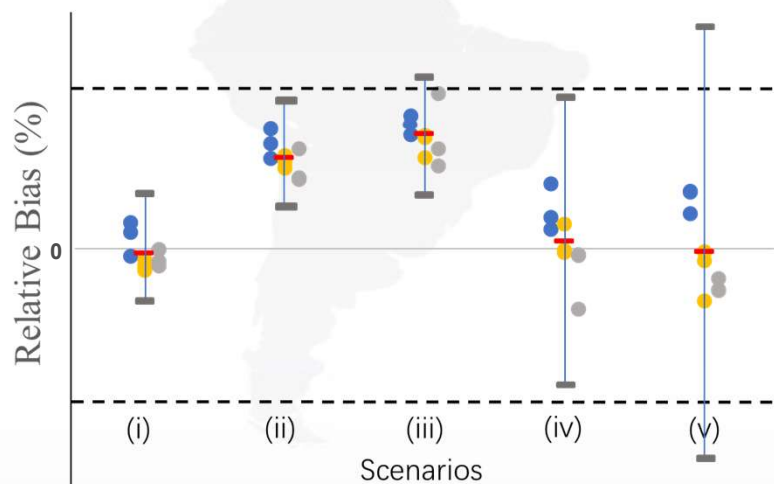 Relative Bias (%)
0
(i) (ii) (iii) (iv) (v)
Scenarios